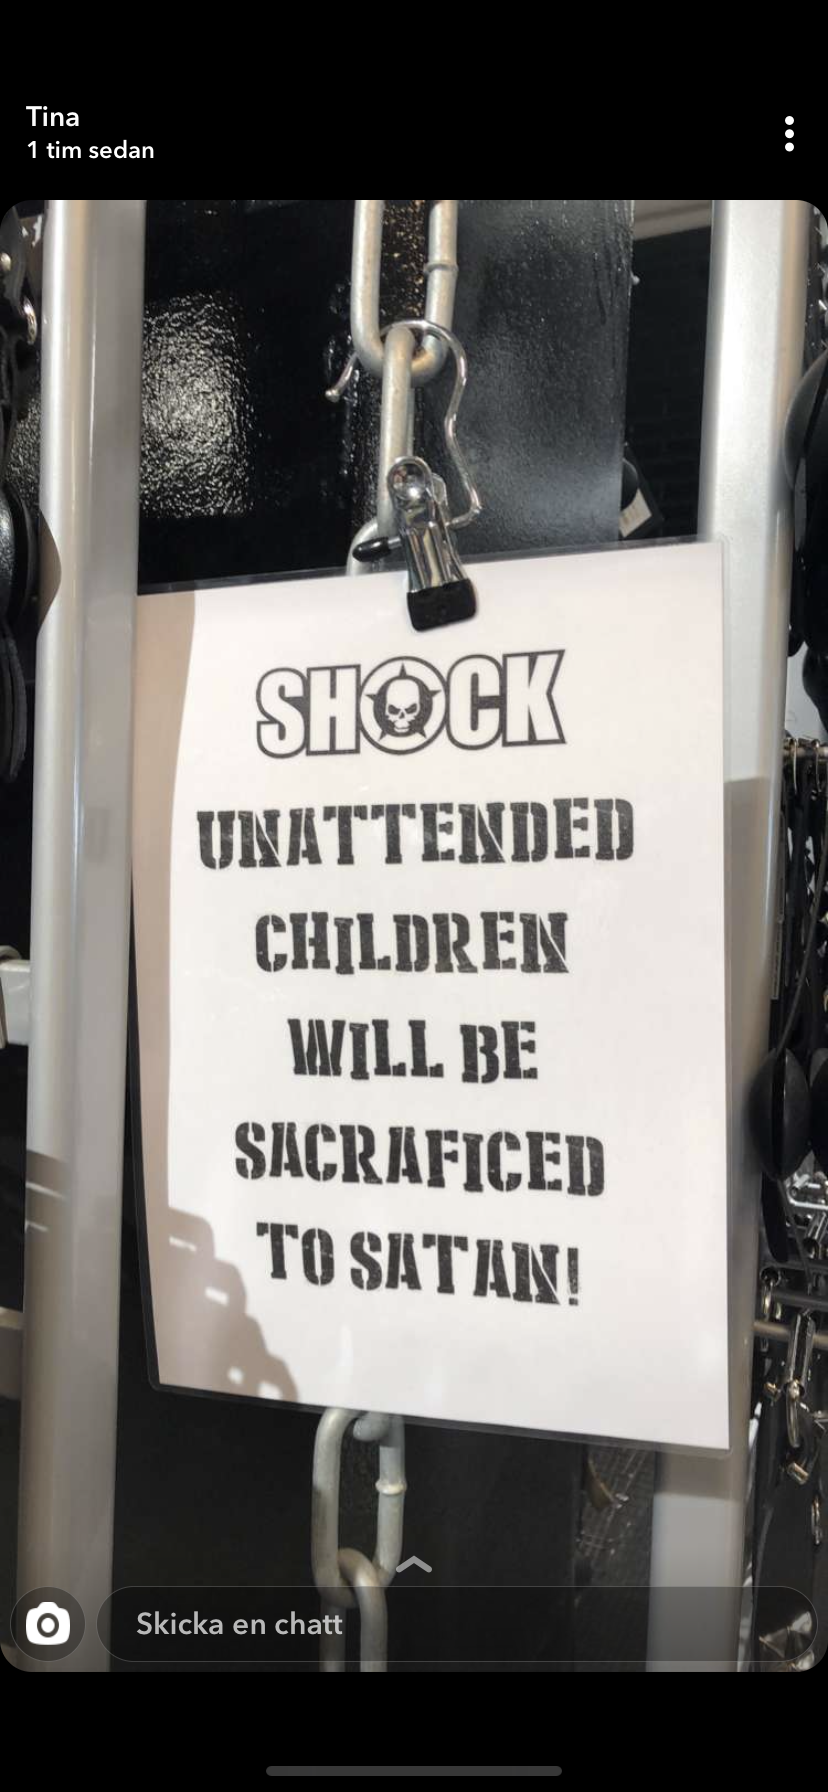 Tina
1 tim sedan
SHOCK
UNATTENDED
CHILDREN
WILL BE
SACRAFICED
TO SATAN!
Skicka en chatt